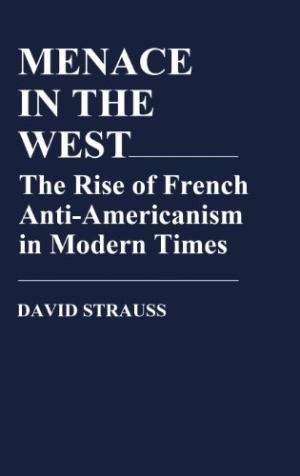 MENACE
IN THE
WEST
The Rise of French
Anti-Americanism
in Modern Times
DAVID STRAUSS